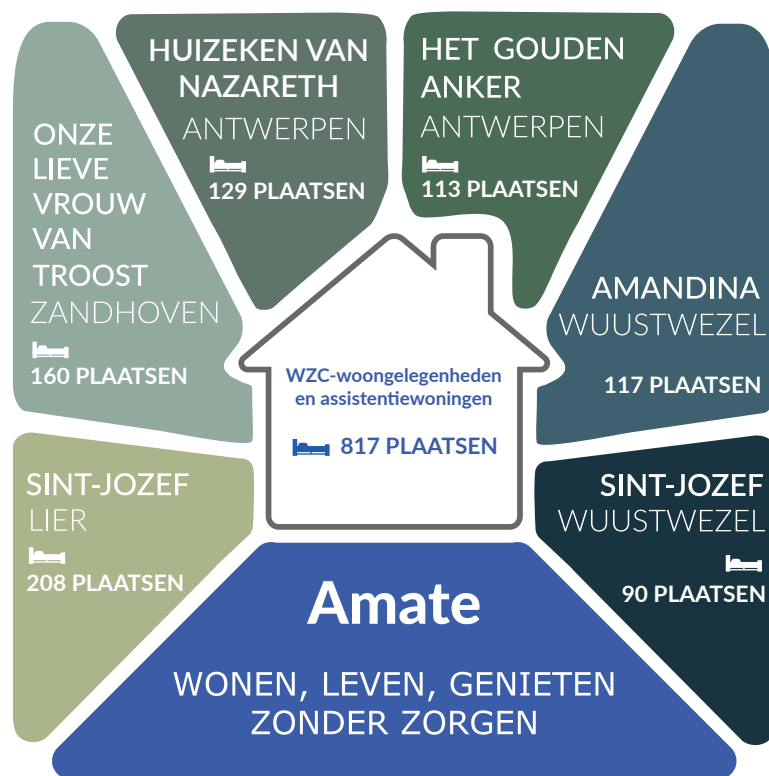 HUIZEKEN VAN
NAZARETH
ANTWERPEN
129 PLAATSEN
HET GOUDEN
ANKER
ANTWERPEN
113 PLAATSEN
ONZE
LIEVE
VROUW
VAN
TROOST
ZANDHOVEN
160 PLAATSEN
AMANDINA
WUUSTWEZEL
117 PLAATSEN
WZC-woongelegenheden
en assistentiewoningen
817 PLAATSEN
SINT-JOZEF
LIER
208 PLAATSEN
SINT-JOZEF
WUUSTWEZEL
90 PLAATSEN
Amate
WONEN, LEVEN, GENIETEN
ZONDER ZORGEN